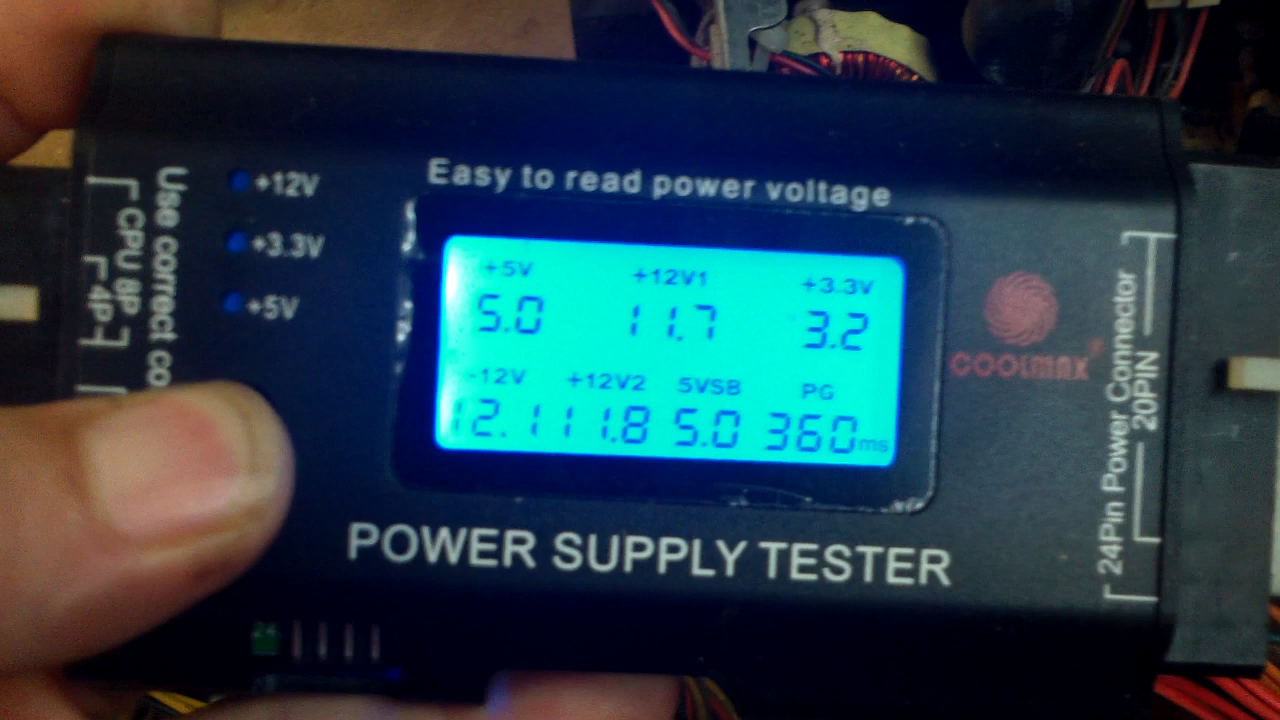 Easy to read power voltage
+12V
+3.3V
+5V
Use correct
CPU 8P
4P
+5V +12V1 +3.3V
5.0 11.7 3.2
-12V +12V2 5VSB PG
12.1 11.8 5.0 360ms
COOLMAX®
24Pin Power Connector
20PIN
POWER SUPPLY TESTER
24